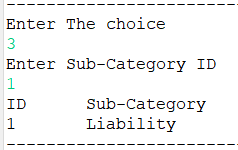 ------------------------
Enter The choice
3
Enter Sub-Category ID
1
ID Sub-Category
1 Liability
------------------------